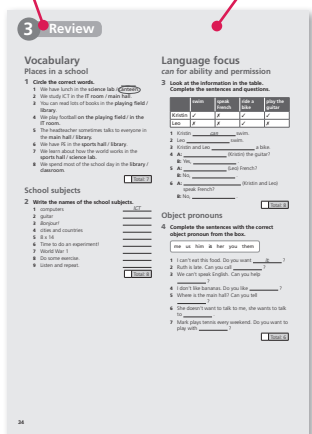 3 Review
Vocabulary
Places in a school
1 Circle the correct words.
1 We have lunch in the science lab / canteen.
2 We study ICT in the IT room / main hall.
3 You can read lots of books in the playing field /
library.
4 We play football on the playing field / in the
IT room.
5 The headteacher sometimes talks to everyone in
the main hall / library.
6 We have PE in the sports hall / library.
7 We learn about how the world works in the
sports hall / science lab.
8 We spend most of the school day in the library /
classroom.
Total: 7
School subjects
2 Write the names of the school subjects.
1 computers ICT
2 guitar
3 Bonjour!
4 cities and countries
5 8 x 14
6 Time to do an experiment!
7 World War 1
8 Do some exercise.
9 Listen and repeat.
Total: 8
Language focus
can for ability and permission
3 Look at the information in the table.
Complete the sentences and questions.
swim speak French ride a bike play the guitar
Kristin ✓ ✗ ✓ ✓
Leo ✗ ✗ ✓ ✗
1 Kristin can swim.
2 Leo swim.
3 Kristin and Leo a bike.
4 A: (Kristin) the guitar?
B: Yes,
5 A: (Leo) French?
B: No,
6 A: (Kristin and Leo)
speak French?
B: No,
Total: 8
Object pronouns
4 Complete the sentences with the correct
object pronoun from the box.
me us him it her you them
1 I can't eat this food. Do you want it ?
2 Ruth is late. Can you call ?
3 We can't speak English. Can you help
?
4 I don't like bananas. Do you like ?
5 Where is the main hall? Can you tell
?
6 She doesn't want to talk to me, she wants to talk
to
7 Mark plays tennis every weekend. Do you want to
play with ?
Total: 6
34